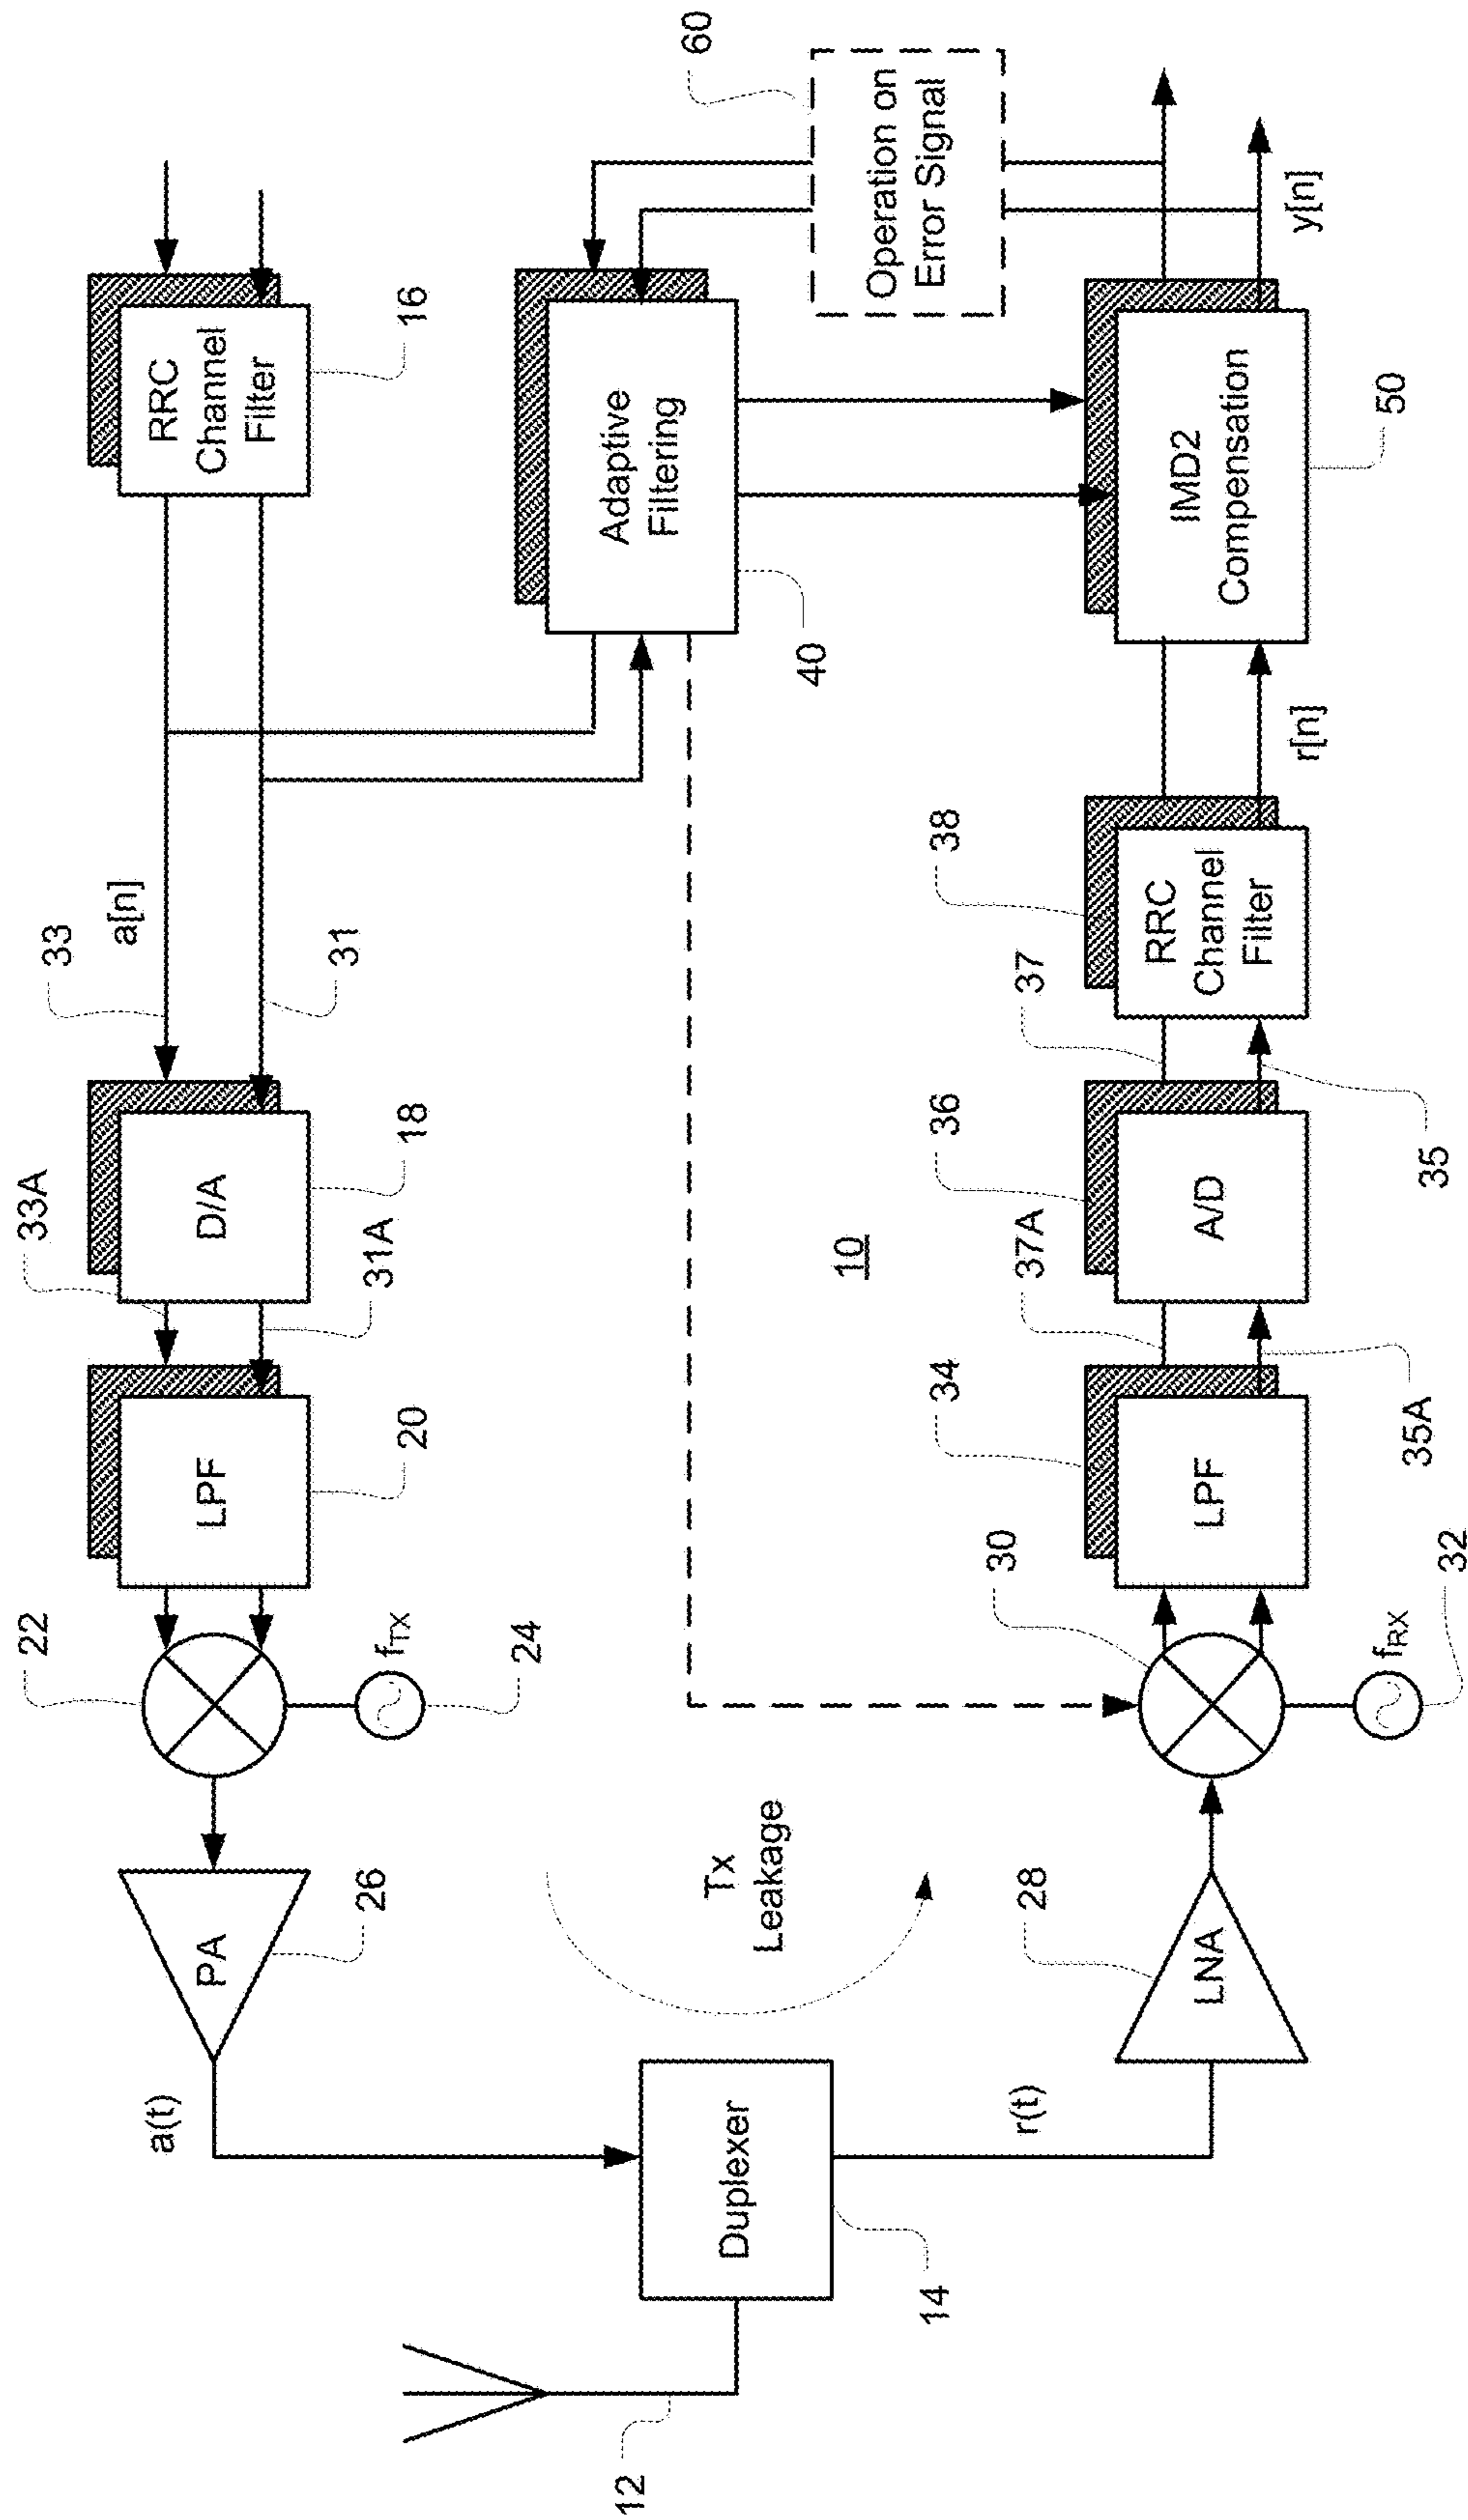 12
14
Duplexer
a(t)
r(t)
PA
26
Tx
Leakage
LNA
28
22
24
fTX
30
32
fRX
LPF
20
LPF
34
33A
31A
35A
37A
10
D/A
18
A/D
36
33
a[n]
31
35
37
RRC
Channel
Filter
38
r[n]
40
Adaptive
Filtering
RRC
Channel
Filter
16
IMD2
Compensation
50
Operation on
Error Signal
60
y[n]